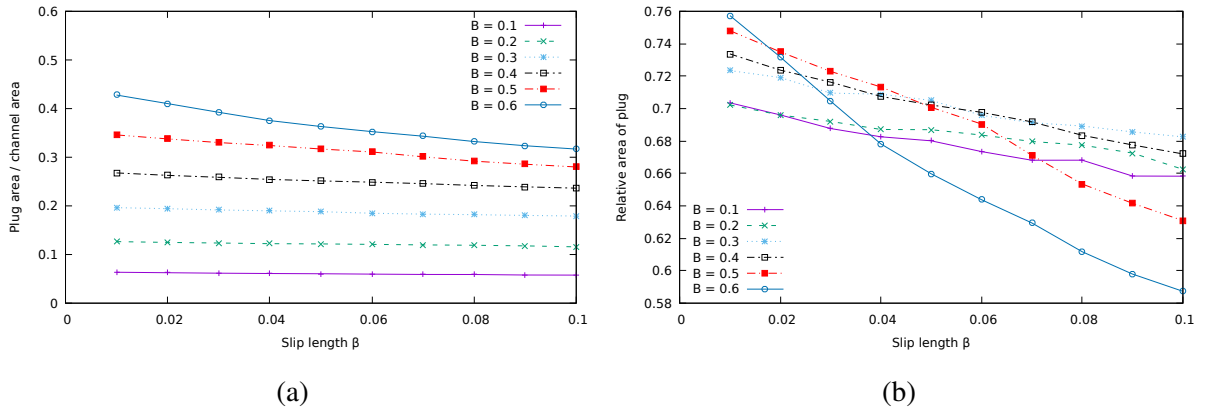 Plug area / channel area
0.6
0.5
0.4
0.3
0.2
0.1
0
0 0.02 0.04 0.06 0.08 0.1
Slip length β
B = 0.1
B = 0.2
B = 0.3
B = 0.4
B = 0.5
B = 0.6
(a)
Relative area of plug
0.76
0.74
0.72
0.7
0.68
0.66
0.64
0.62
0.6
0.58
0 0.02 0.04 0.06 0.08 0.1
Slip length β
B = 0.1
B = 0.2
B = 0.3
B = 0.4
B = 0.5
B = 0.6
(b)